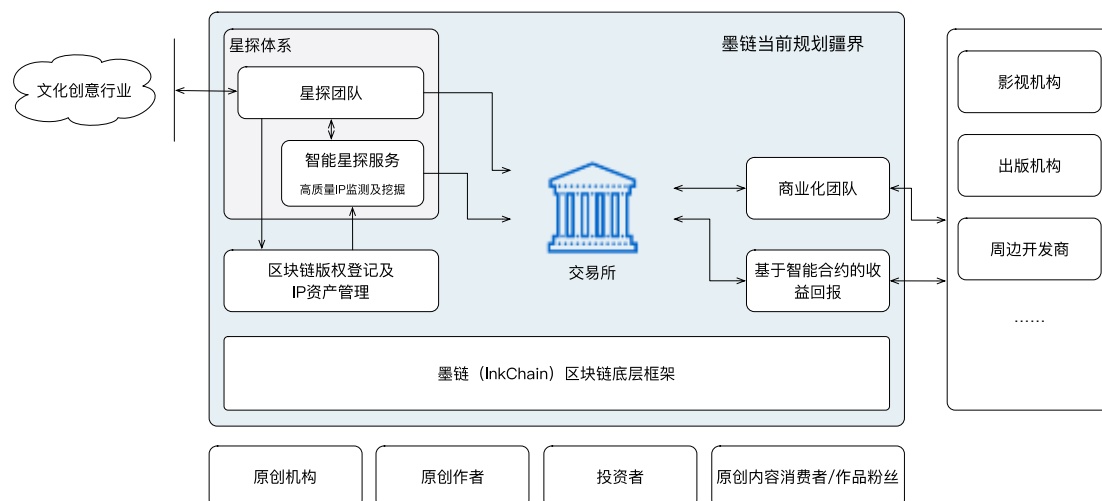 墨链当前规划疆界
星探体系
文化创意行业
星探团队
智能星探服务
高质量IP监测及挖掘
区块链版权登记及
IP资产管理
交易所
商业化团队
基于智能合约的收
益回报
影视机构
出版机构
周边开发商
……
墨链（InkChain）区块链底层框架
原创机构
原创作者
投资者
原创内容消费者/作品粉丝